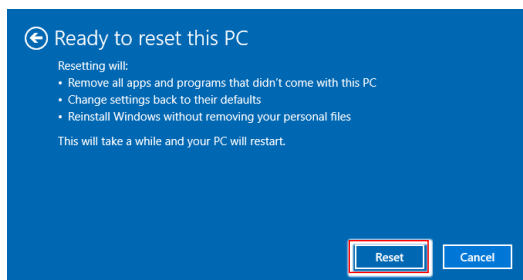 Ready to reset this PC
Resetting will:
• Remove all apps and programs that didn't come with this PC
• Change settings back to their defaults
• Reinstall Windows without removing your personal files
This will take a while and your PC will restart.
Reset Cancel